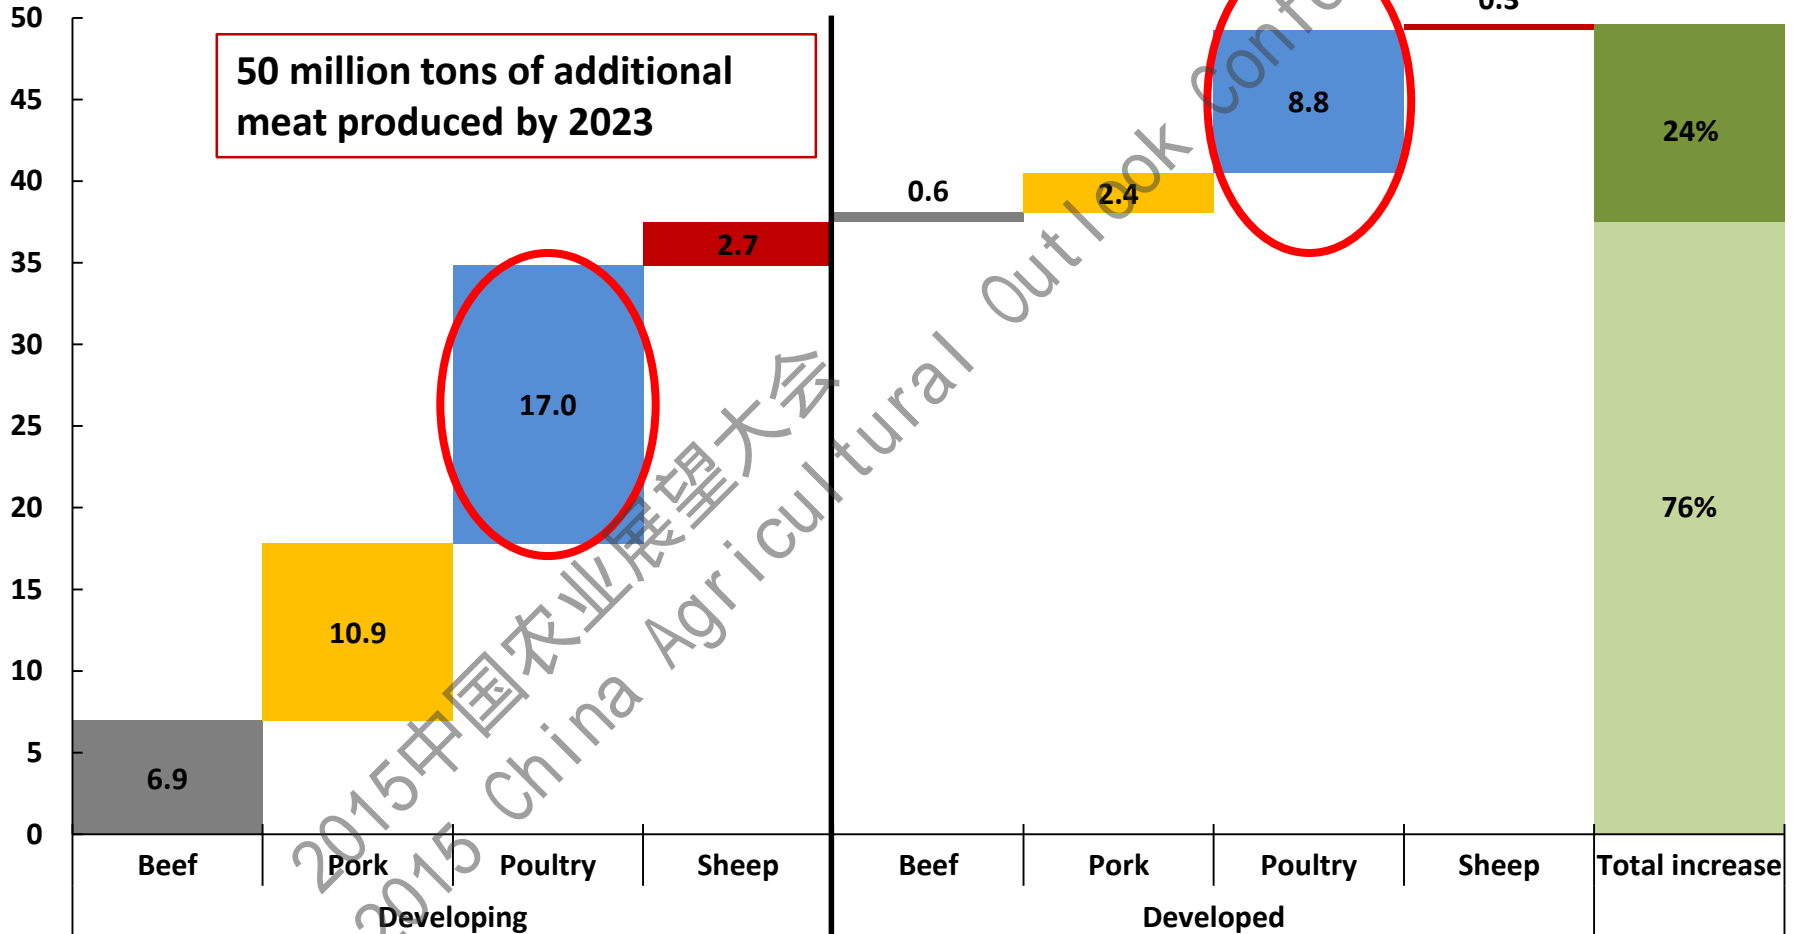 50
45
40
35
30
25
20
15
10
5
0
50 million tons of additional
meat produced by 2023
6.9
10.9
17.0
2.7
0.6
2.4
8.8
24%
76%
Beef
Pork
Poultry
Sheep
Beef
Pork
Poultry
Sheep
Total increase
Developing
Developed
2015中国农业展望大会
2015 China Agricultural Outlook